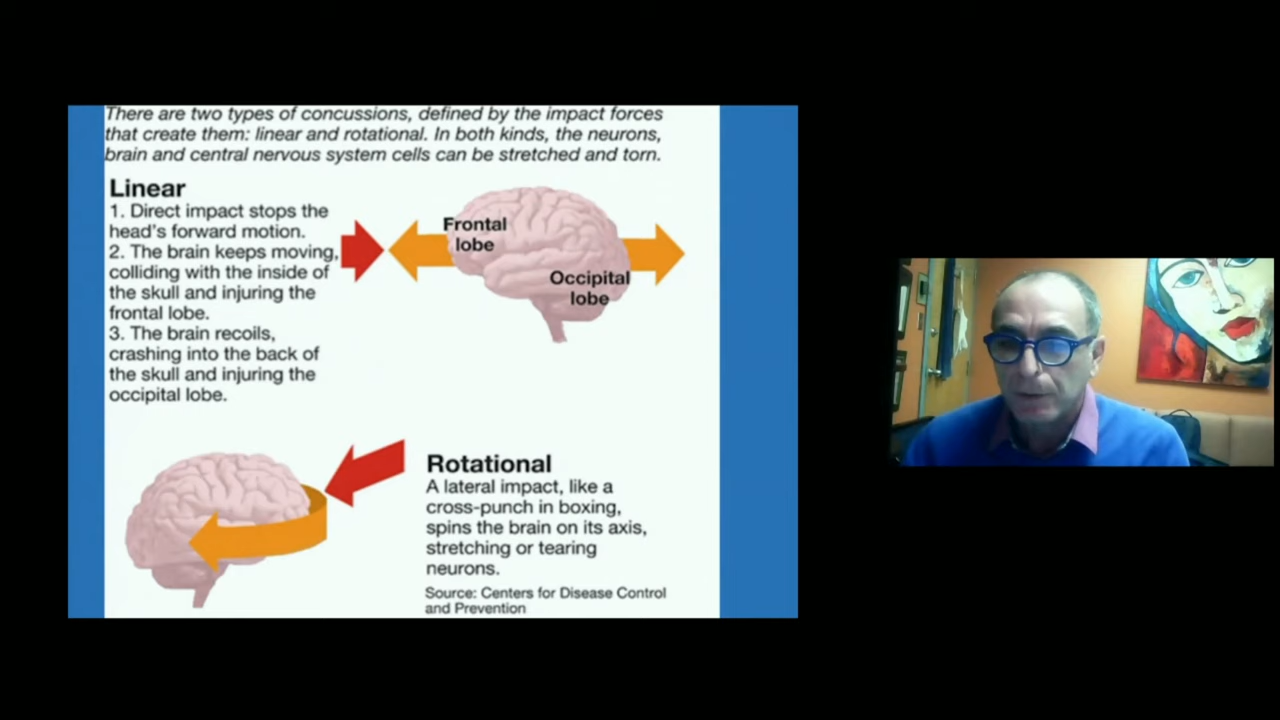 There are two types of concussions, defined by the impact forces
that create them: linear and rotational. In both kinds, the neurons,
brain and central nervous system cells can be stretched and torn.
Linear
1. Direct impact stops the
head's forward motion.
2. The brain keeps moving,
colliding with the inside of
the skull and injuring the
frontal lobe.
3. The brain recoils,
crashing into the back of
the skull and injuring the
occipital lobe.
Frontal
lobe
Occipital
lobe
Rotational
A lateral impact, like a
cross-punch in boxing,
spins the brain on its axis,
stretching or tearing
neurons.
Source: Centers for Disease Control
and Prevention